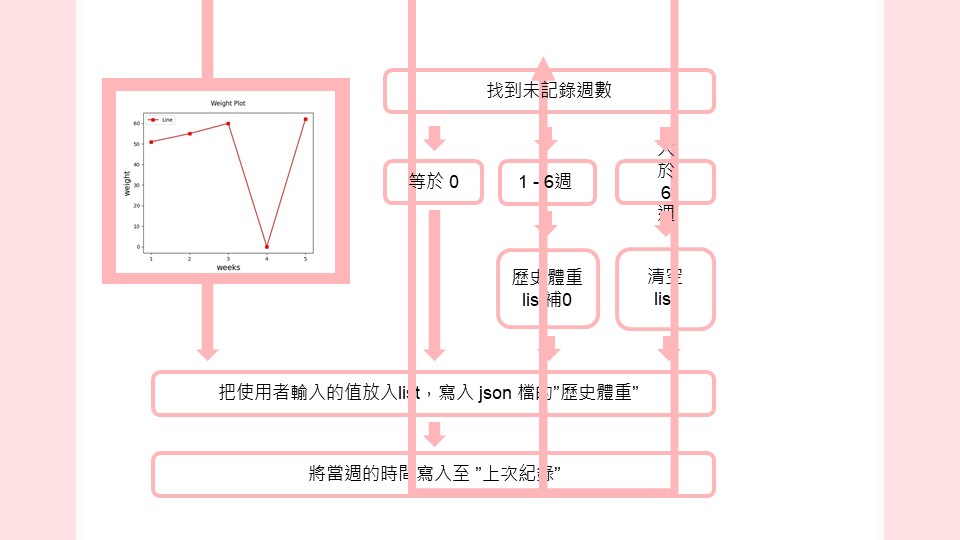 Weight Plot
Line
60
50
40
30
20
10
0
weight
1 2 3 4 5
weeks
找到未記錄週數
等於 0
1 - 6週
大
於
6
週
歷史體重
list補0
清空
list
把使用者輸入的值放入list，寫入 json 檔的”歷史體重”
將當週的時間寫入至 ”上次紀錄”